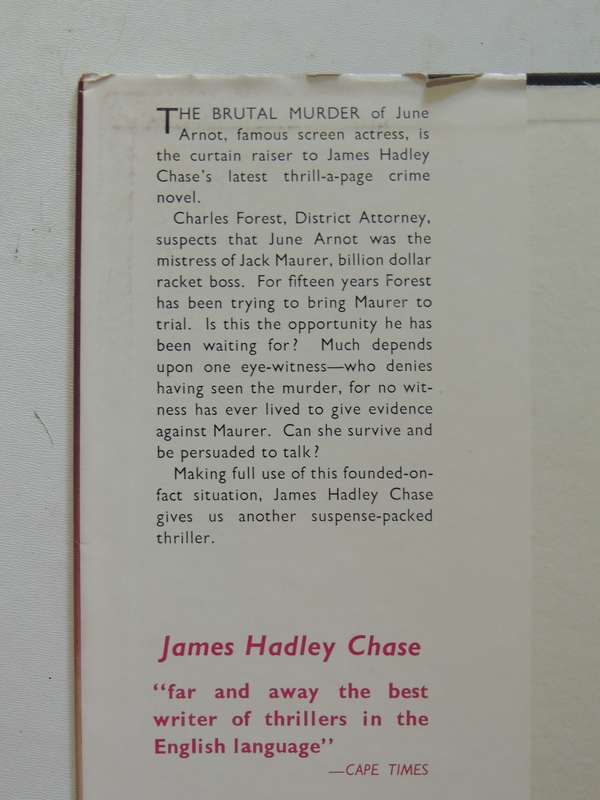 THE BRUTAL MURDER of June
Arnot, famous screen actress, is
the curtain raiser to James Hadley
Chase's latest thrill-a-page crime
novel.
Charles Forest, District Attorney,
suspects that June Arnot was the
mistress of Jack Maurer, billion dollar
racket boss. For fifteen years Forest
has been trying to bring Maurer to
trial. Is this the opportunity he has
been waiting for? Much depends
upon one eye-witness—who denies
having seen the murder, for no wit-
ness has ever lived to give evidence
against Maurer. Can she survive and
be persuaded to talk?
Making full use of this founded-on-
fact situation, James Hadley Chase
gives us another suspense-packed
thriller.
James Hadley Chase
“far and away the best
writer of thrillers in the
English language”
—CAPE TIMES